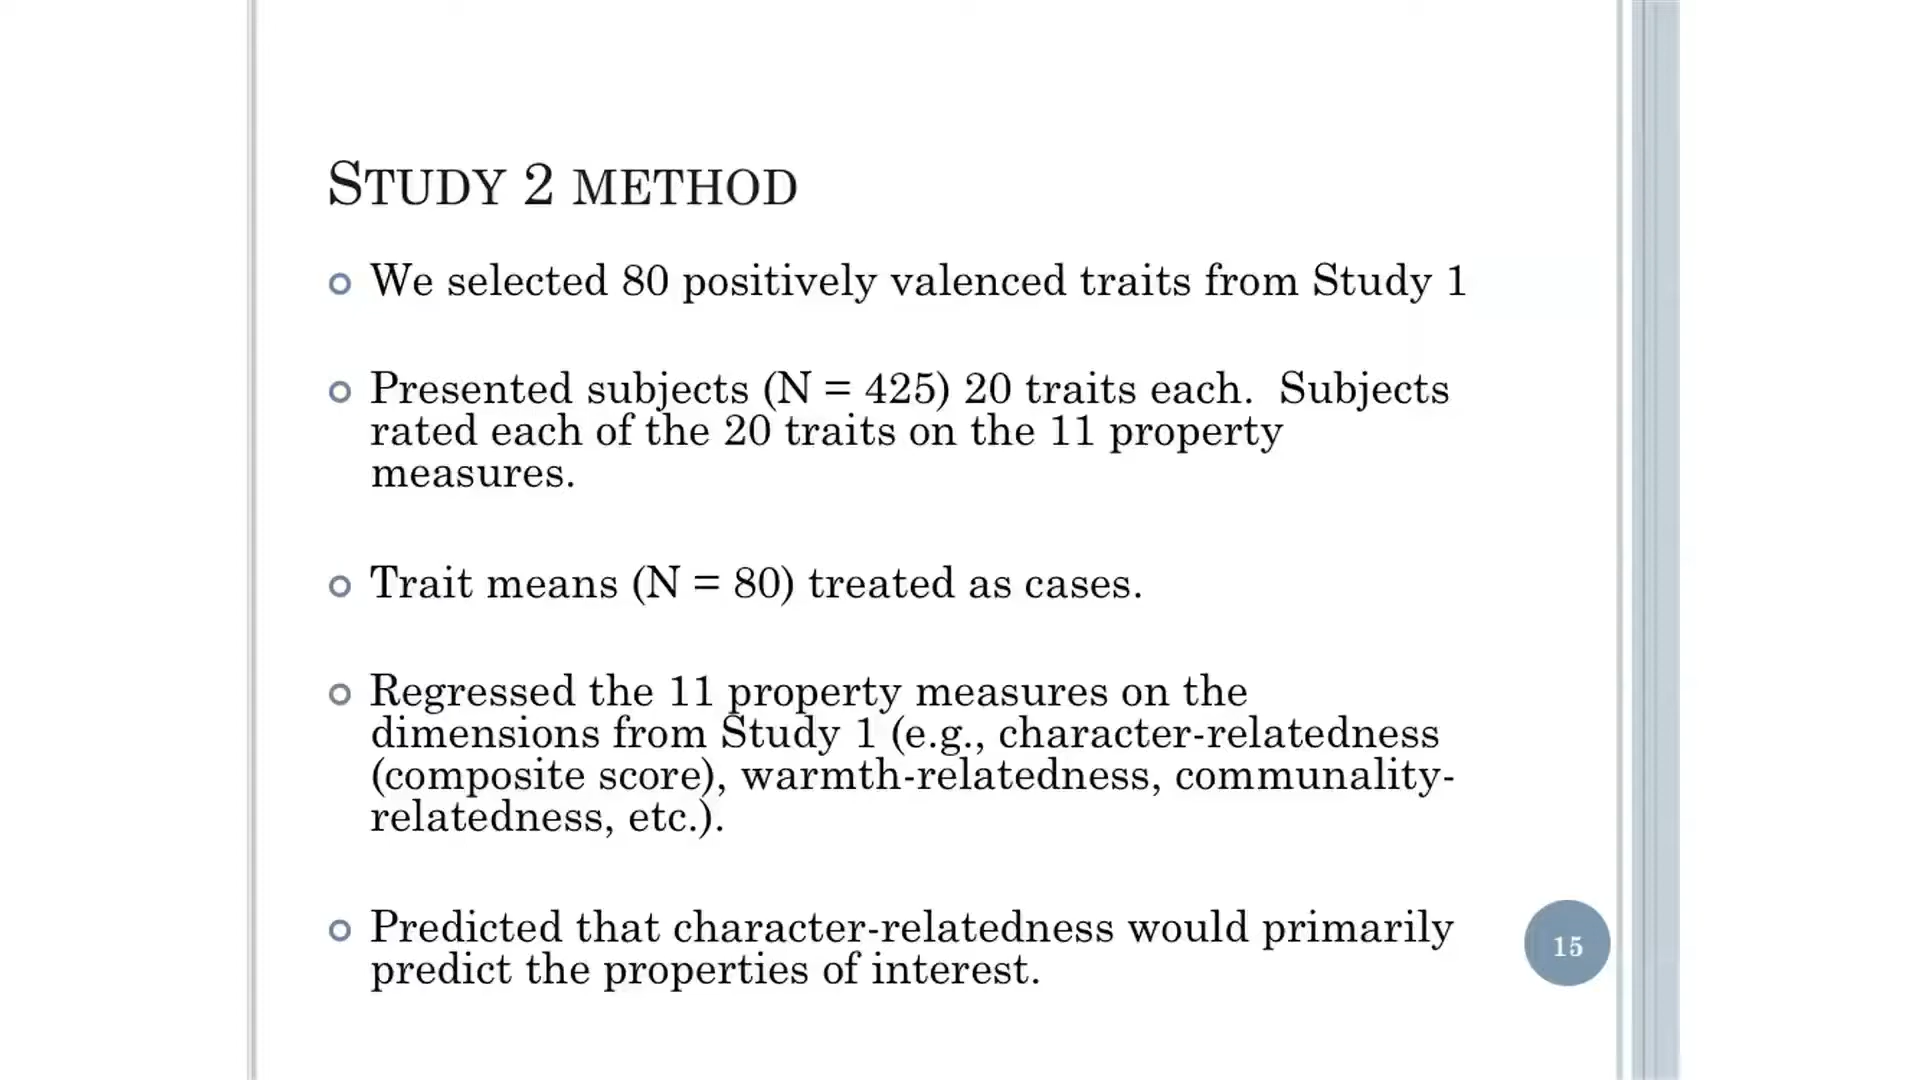 STUDY 2 METHOD
We selected 80 positively valenced traits from Study 1
Presented subjects (N = 425) 20 traits each.  Subjects
rated each of the 20 traits on the 11 property
measures.
Trait means (N = 80) treated as cases.
Regressed the 11 property measures on the
dimensions from Study 1 (e.g., character-relatedness
(composite score), warmth-relatedness, communality-
relatedness, etc.).
Predicted that character-relatedness would primarily
predict the properties of interest.
15